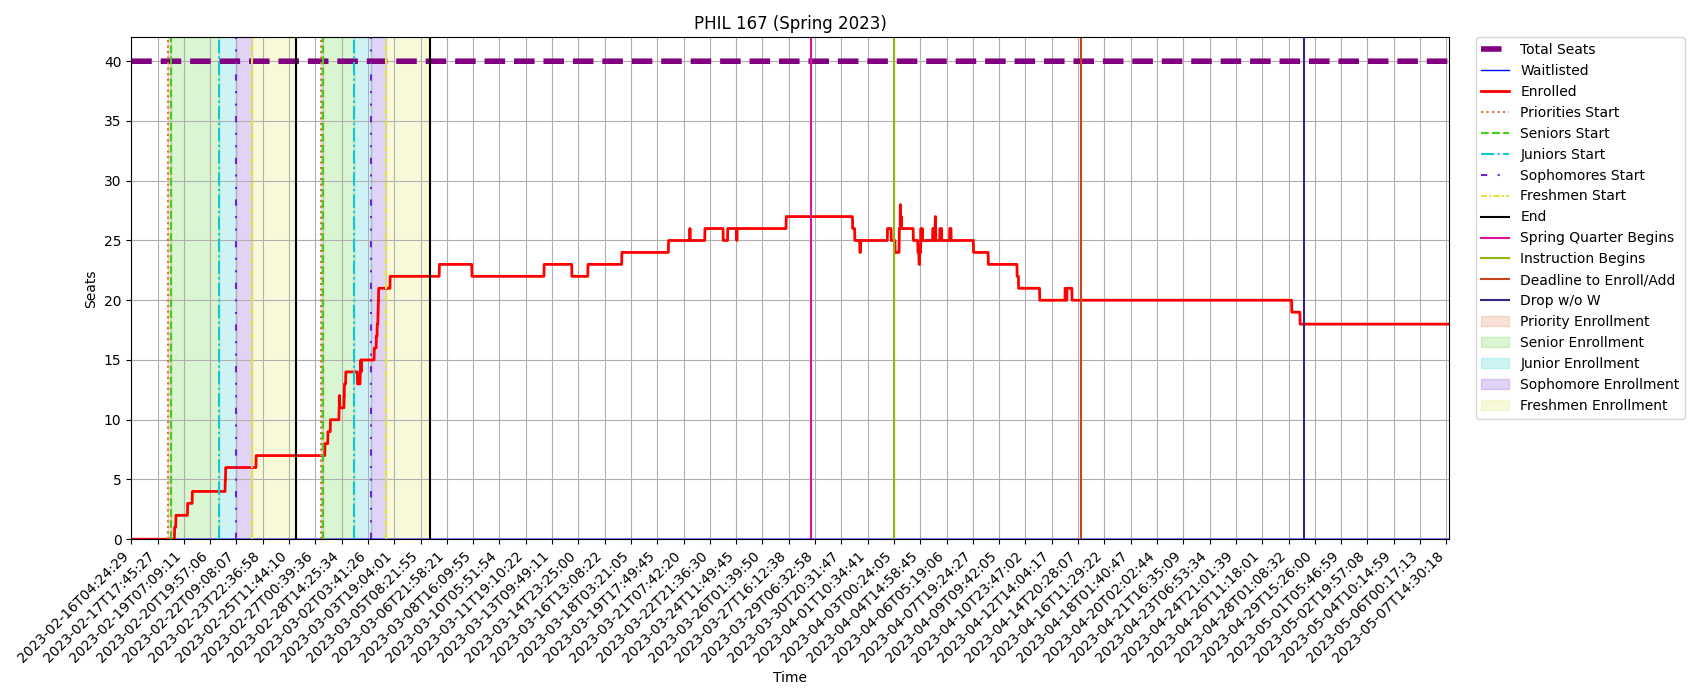 PHIL 167 (Spring 2023)
Seats
40
35
30
25
20
15
10
5
0
2023-02-16T04:24:29
2023-02-17T17:45:27
2023-02-19T07:09:11
2023-02-20T19:57:06
2023-02-22T09:08:07
2023-02-23T22:36:58
2023-02-25T11:44:10
2023-02-27T00:39:36
2023-02-28T14:25:34
2023-03-02T03:41:26
2023-03-03T19:04:01
2023-03-05T08:21:55
2023-03-06T21:58:21
2023-03-08T16:09:55
2023-03-10T05:51:54
2023-03-11T19:10:22
2023-03-13T09:49:11
2023-03-14T23:25:00
2023-03-16T13:08:22
2023-03-18T03:21:05
2023-03-19T17:49:45
2023-03-21T07:42:20
2023-03-22T21:36:30
2023-03-24T11:49:45
2023-03-26T01:39:50
2023-03-27T16:12:38
2023-03-29T06:32:58
2023-03-30T20:31:47
2023-04-01T10:34:41
2023-04-03T00:24:05
2023-04-04T14:58:45
2023-04-06T05:19:06
2023-04-07T19:24:27
2023-04-09T09:42:05
2023-04-10T23:47:02
2023-04-12T14:04:17
2023-04-14T20:28:07
2023-04-16T11:29:22
2023-04-18T01:40:47
2023-04-20T02:02:44
2023-04-21T16:35:09
2023-04-23T06:53:34
2023-04-24T21:01:39
2023-04-26T11:18:01
2023-04-28T01:08:32
2023-04-29T15:26:00
2023-05-01T05:46:59
2023-05-02T19:57:08
2023-05-04T10:14:59
2023-05-06T00:17:13
2023-05-07T14:30:18
Time
Total Seats
Waitlisted
Enrolled
Priorities Start
Seniors Start
Juniors Start
Sophomores Start
Freshmen Start
End
Spring Quarter Begins
Instruction Begins
Deadline to Enroll/Add
Drop w/o W
Priority Enrollment
Senior Enrollment
Junior Enrollment
Sophomore Enrollment
Freshmen Enrollment